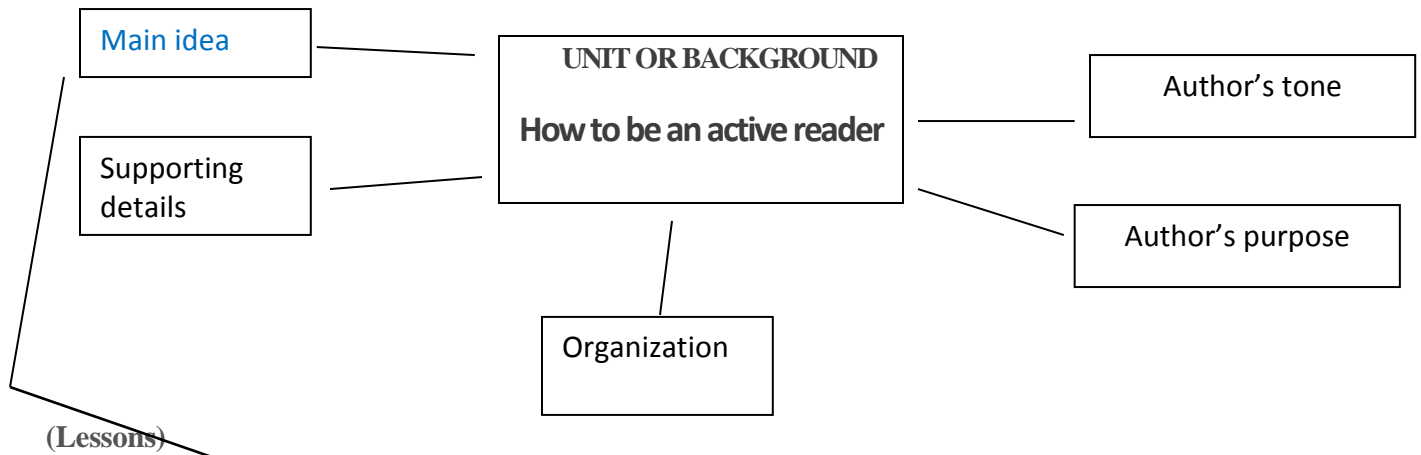 Main idea
UNIT OR BACKGROUND
How to be an active reader
Author’s tone
Supporting
details
Author’s purpose
Organization
(Lessons)